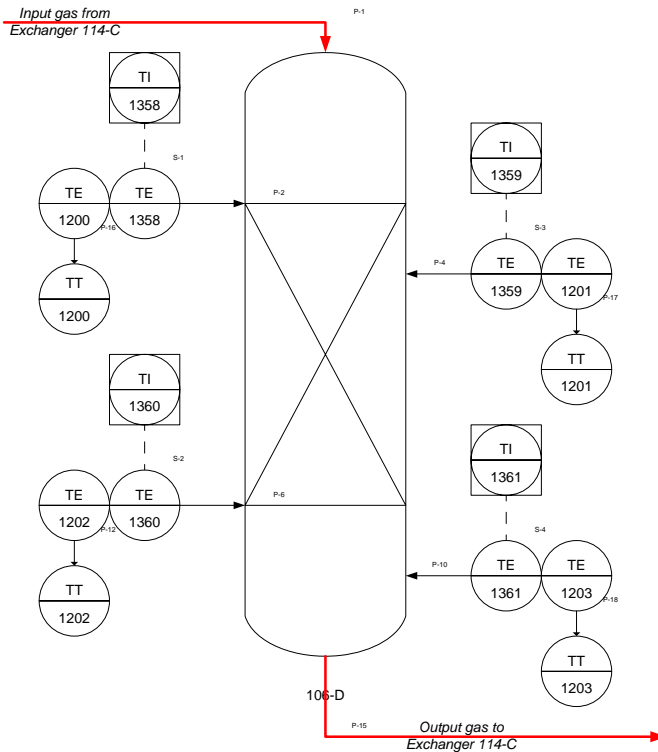 Input gas from
Exchanger 114-C
P-1
TI
1358
TI
1359
S-1
TE
1200
TE
1358
P-16
P-2
S-3
P-4
TE
1359
TE
1201
P-17
TT
1200
TT
1201
TI
1360
TI
1361
S-2
TE
1202
TE
1360
P-12
P-6
S-4
P-10
TE
1361
TE
1203
P-18
TT
1202
TT
1203
106-D
P-15
Output gas to
Exchanger 114-C